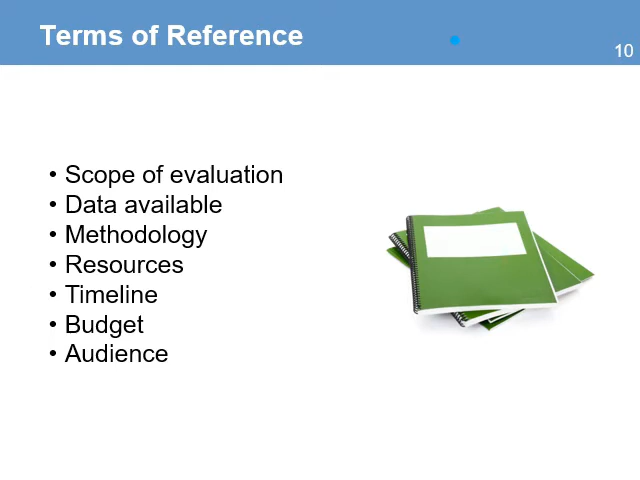 Terms of Reference
10
• Scope of evaluation
• Data available
• Methodology
• Resources
• Timeline
• Budget
• Audience